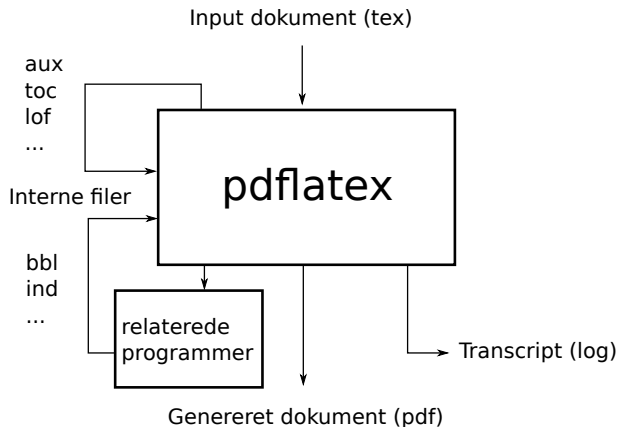 Input dokument (tex)
aux
toc
lof
...
pdflatex
Interne filer
bbl
ind
...
relaterede
programmer
Transcript (log)
Genereret dokument (pdf)